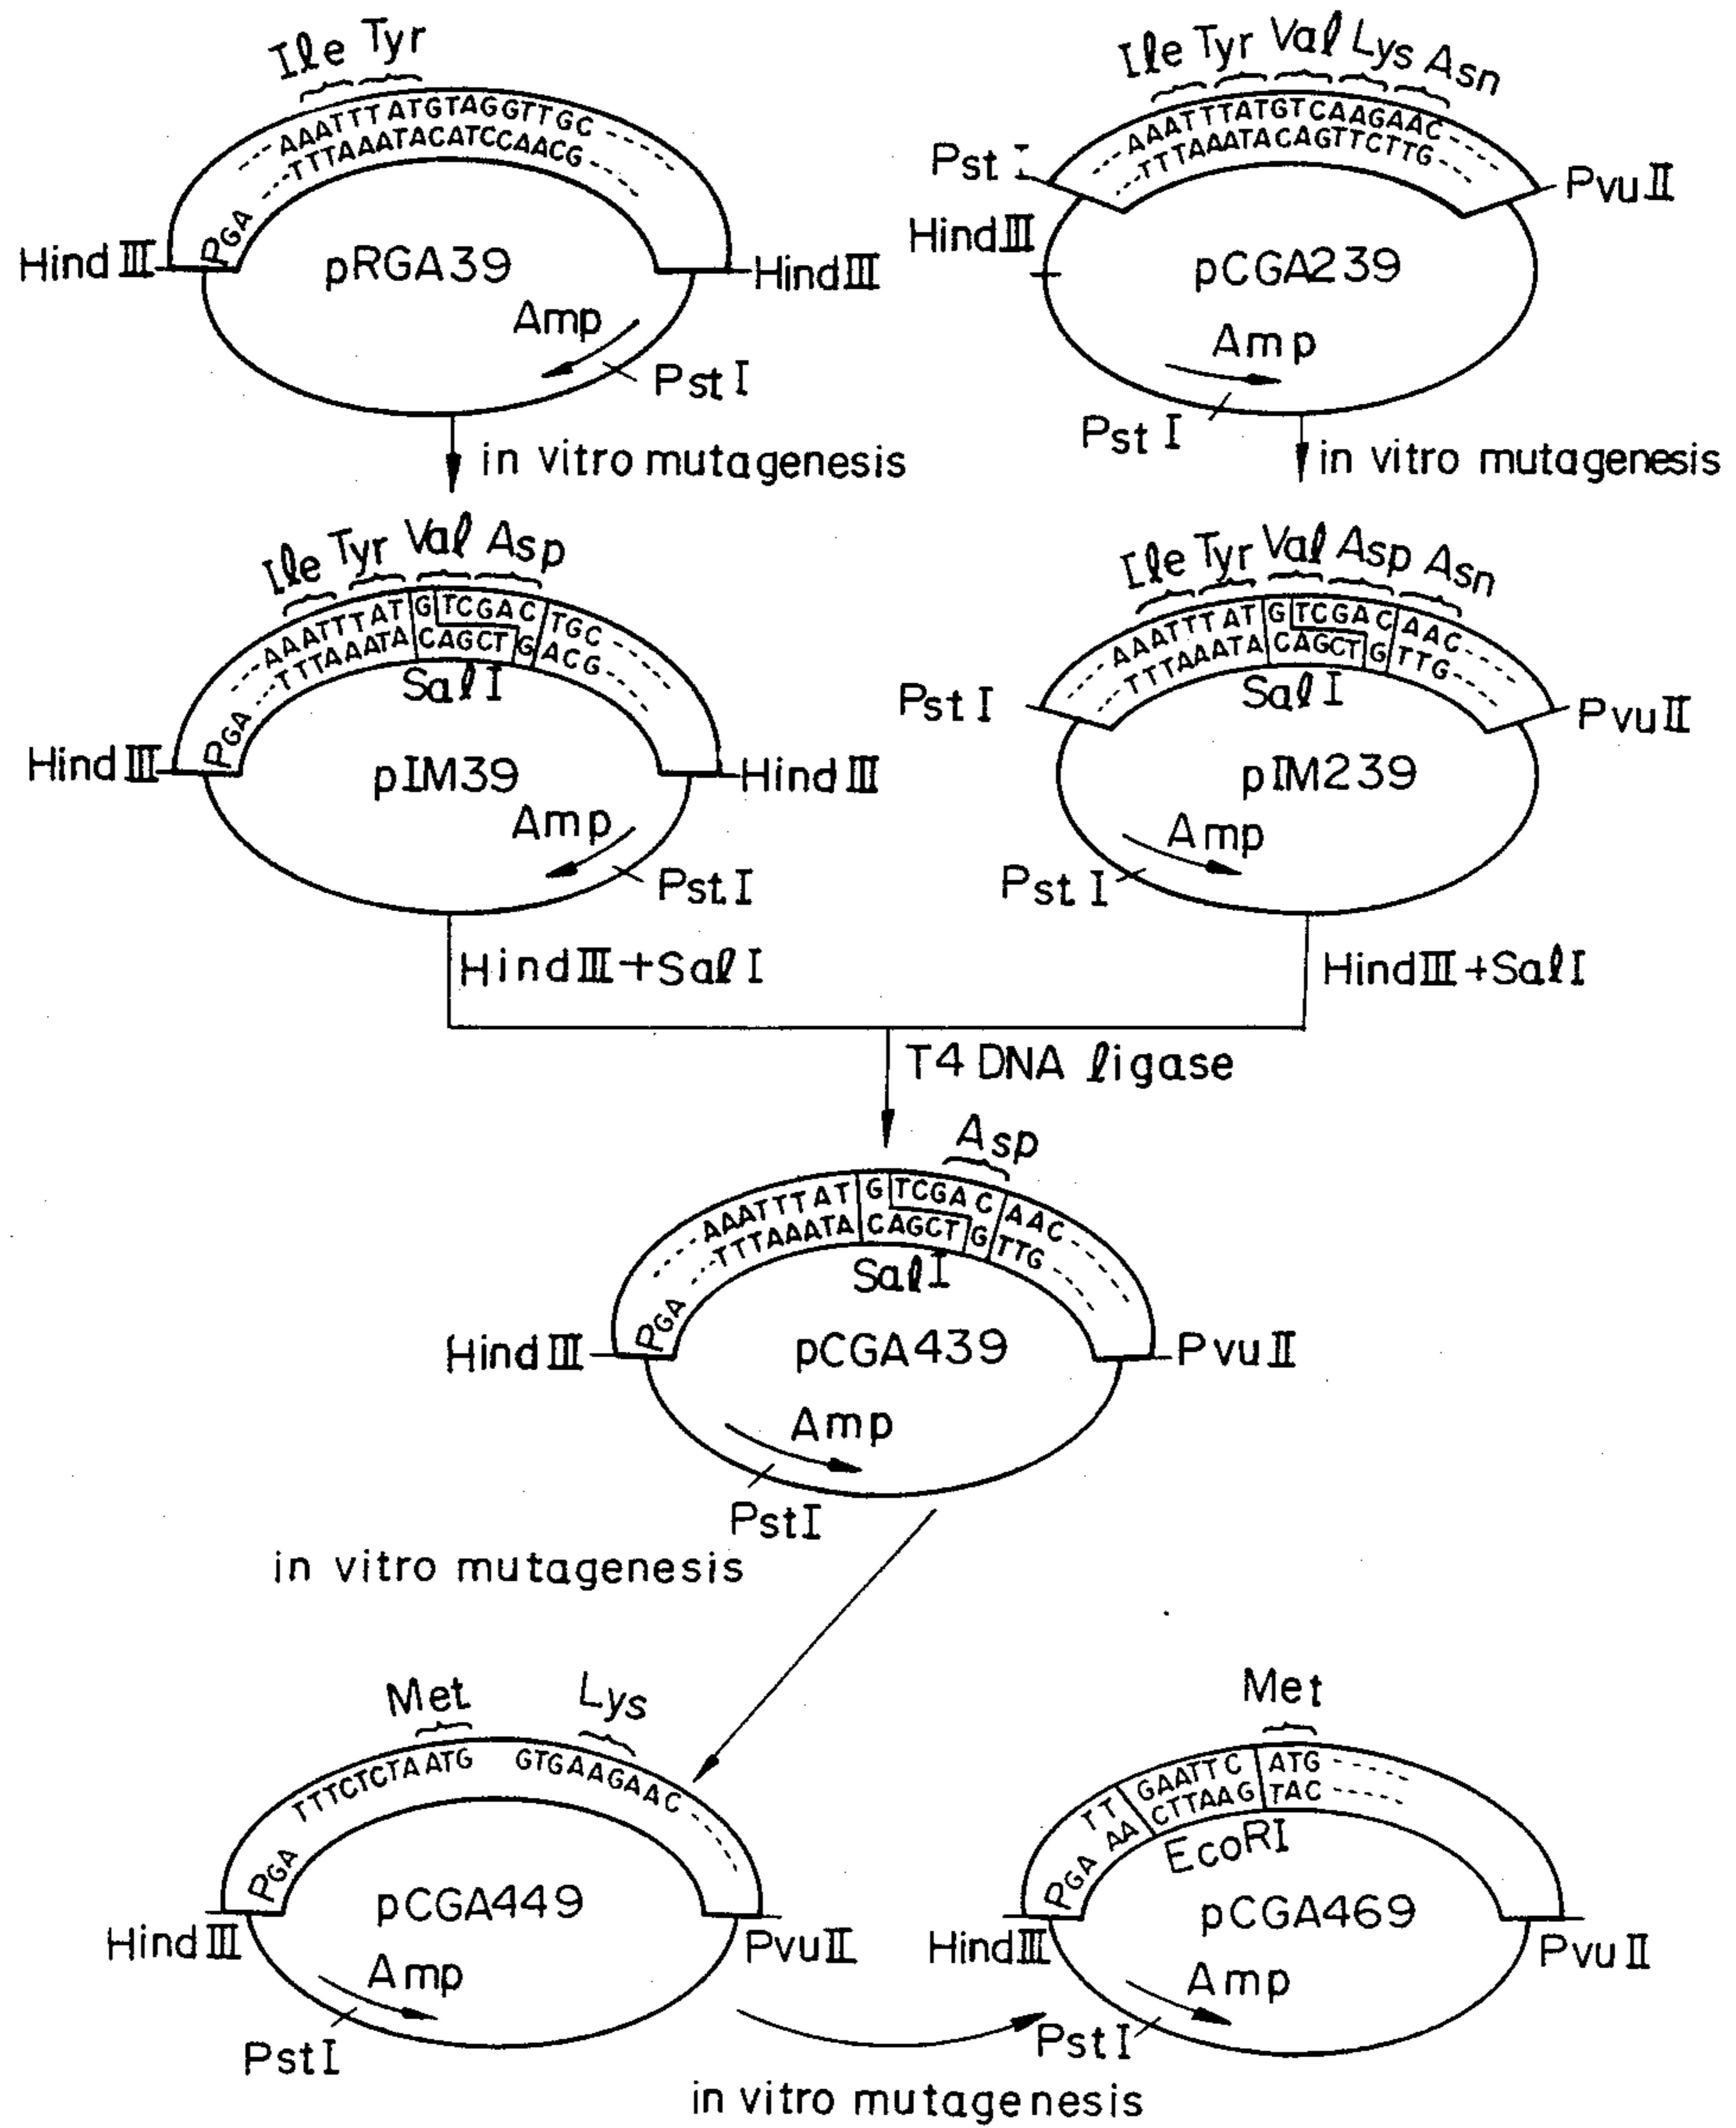 Ile Tyr
AAATTTATGTAGGTTGC
TTTAAATACATCCAACG
PGA
Hind III
Hind III
pRGA39
Amp
Pst I
in vitro mutagenesis
Ile Tyr Val Lys Asn
AAATTTATGTCAAGAAC
TTTAAATACAGTTCTTG
Pst I
Pvu II
Hind III
pCGA239
Amp
Pst I
in vitro mutagenesis
Ile Tyr Val Asp
AAATTTAT G TCGAC TGC
TTTAAATA CAGCT G ACG
Sal I
PGA
Hind III
Hind III
pIM39
Amp
Pst I
Ile Tyr Val Asp Asn
AAATTTAT G TCGAC AAC
TTTAAATA CAGCT G TTG
Sal I
Pst I
Pvu II
pIM239
Amp
Pst I
Hind III + Sal I
Hind III + Sal I
T4 DNA ligase
Asp
AAATTTAT G TCGAC AAC
TTTAAATA CAGCT G TTG
Sal I
PGA
Hind III
Pvu II
pCGA439
Amp
Pst I
in vitro mutagenesis
Met Lys
TTTCTCTAATG GTGAAGAAC
PGA
pCGA449
Hind III
Pvu II
Amp
Pst I
Met
TT GAATTC ATG
AA CTTAAG TAC
EcoRI
PGA
pCGA469
Hind III
Pvu II
Amp
Pst I
in vitro mutagenesis